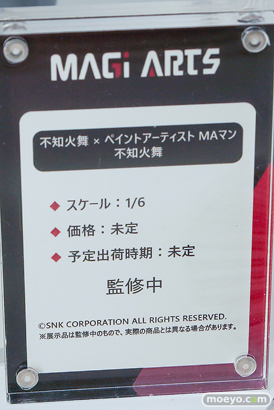 MAGI ARTS
不知火舞 × ペイントアーティスト MAマン
不知火舞
◆ スケール：1/6
◆ 価格：未定
◆ 予定出荷時期：未定
監修中
©SNK CORPORATION ALL RIGHTS RESERVED.
※展示品は監修中のもので、実際の商品とは異なる場合があります。
moeyo.com